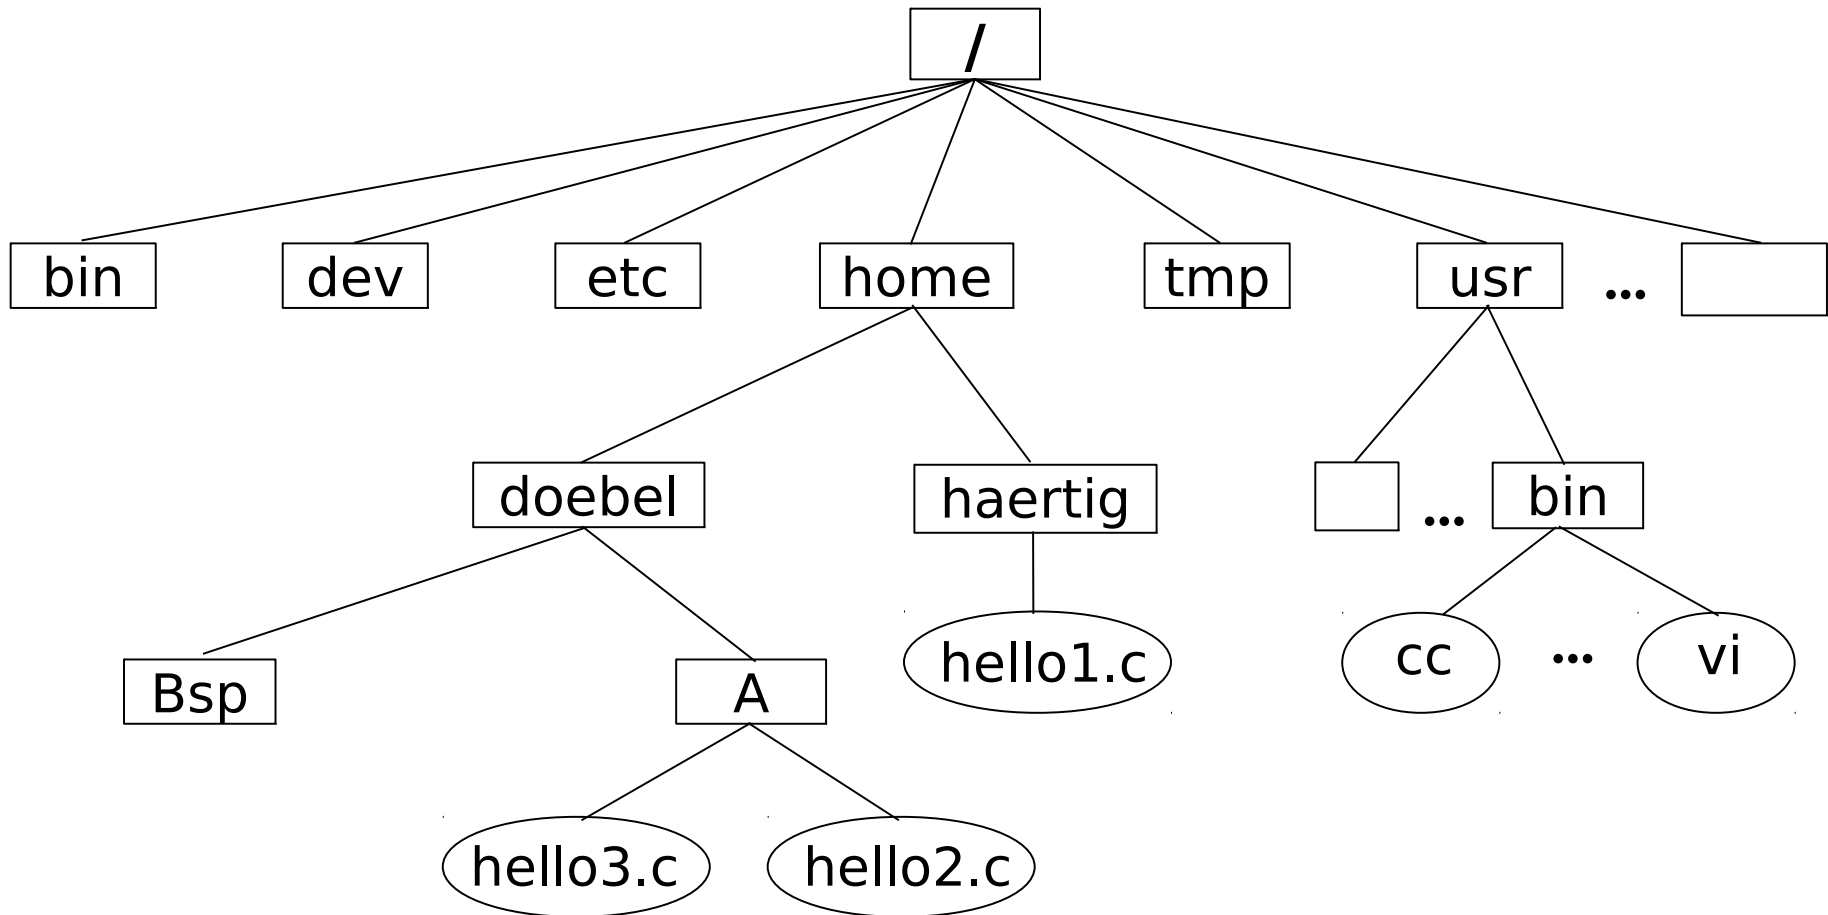 /
bin dev etc home tmp usr ...
doebel haertig ... bin
Bsp A hello1.c cc ... vi
hello3.c hello2.c